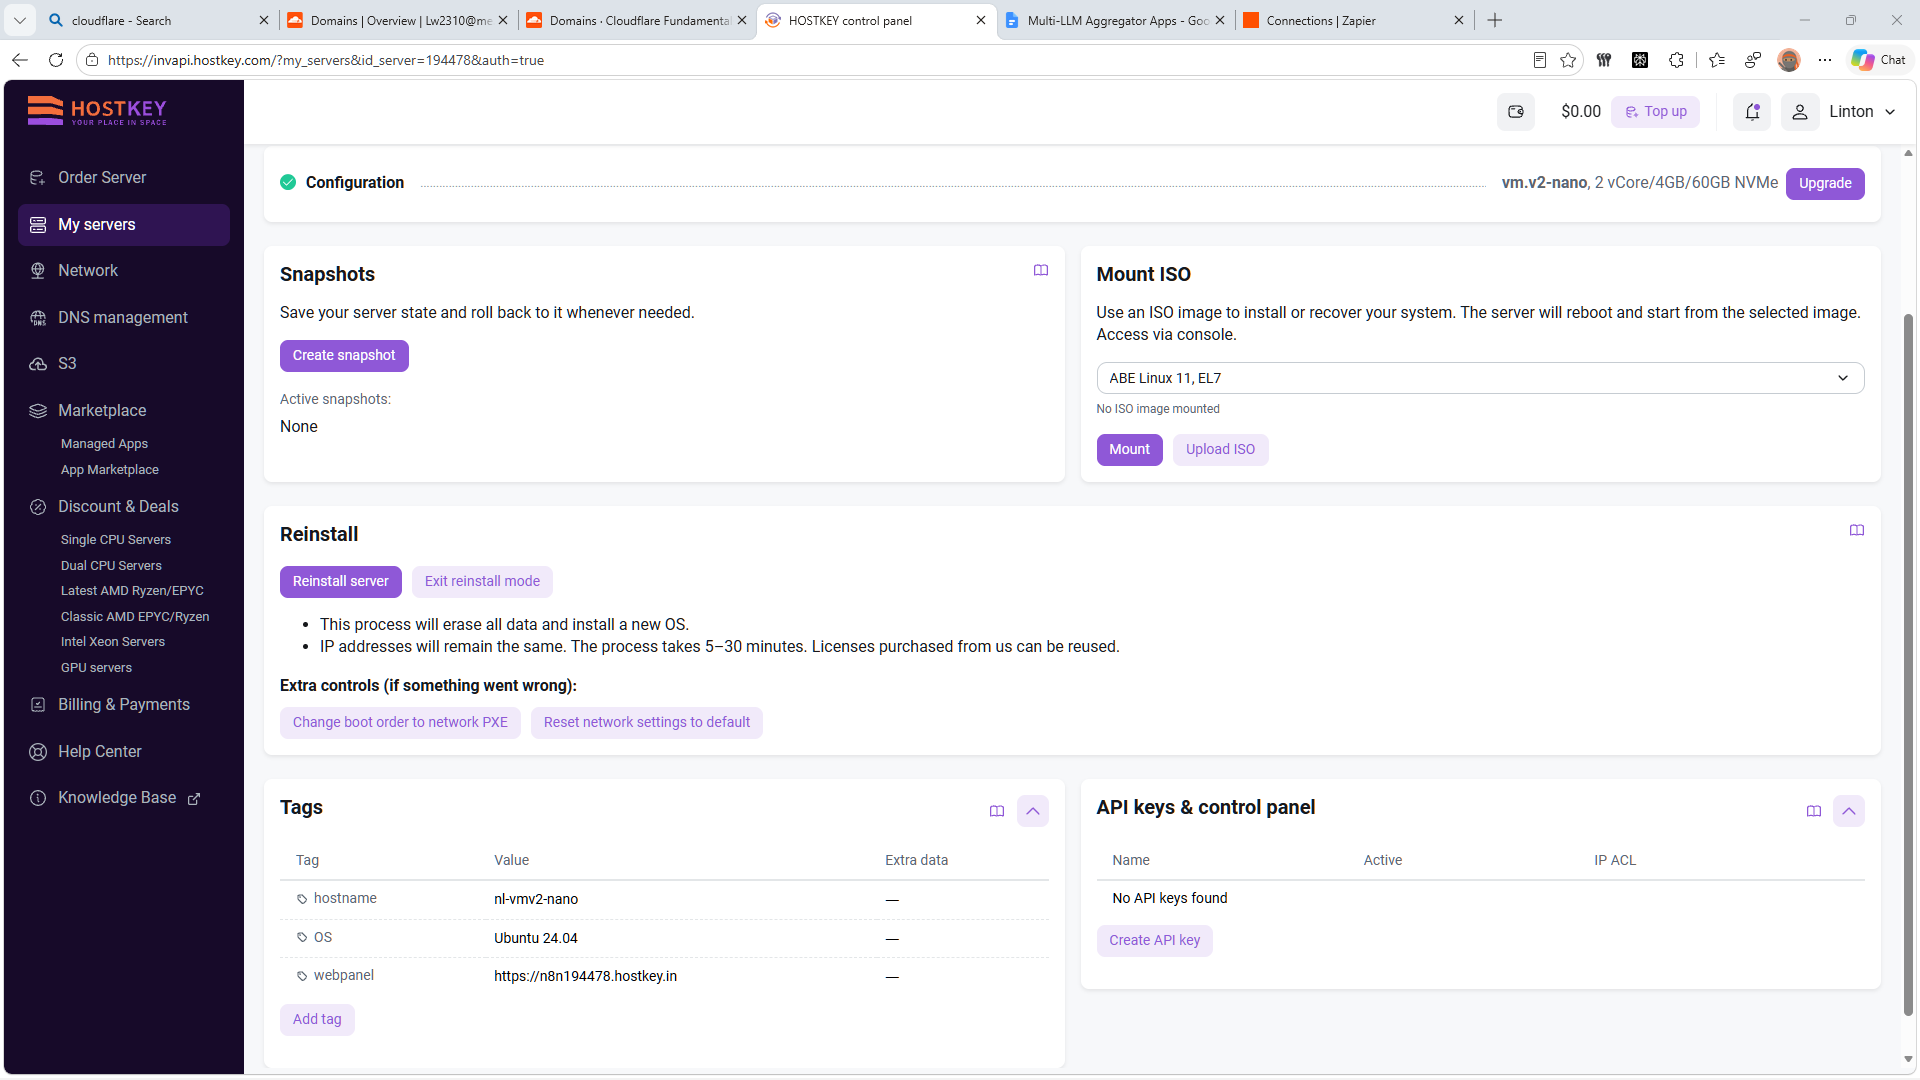 cloudflare - Search
Domains | Overview | Lw2310@me
Domains · Cloudflare Fundamenta
HOSTKEY control panel
Multi-LLM Aggregator Apps - Goo
Connections | Zapier
https://invapi.hostkey.com/?my_servers&id_server=194478&auth=true
Chat
HOSTKEY
YOUR PLACE IN SPACE
$0.00
Top up
Linton
Order Server
My servers
Network
DNS management
S3
Marketplace
Managed Apps
App Marketplace
Discount & Deals
Single CPU Servers
Dual CPU Servers
Latest AMD Ryzen/EPYC
Classic AMD EPYC/Ryzen
Intel Xeon Servers
GPU servers
Billing & Payments
Help Center
Knowledge Base
Configuration
vm.v2-nano, 2 vCore/4GB/60GB NVMe
Upgrade
Snapshots
Save your server state and roll back to it whenever needed.
Create snapshot
Active snapshots:
None
Mount ISO
Use an ISO image to install or recover your system. The server will reboot and start from the selected image.
Access via console.
ABE Linux 11, EL7
No ISO image mounted
Mount
Upload ISO
Reinstall
Reinstall server
Exit reinstall mode
• This process will erase all data and install a new OS.
• IP addresses will remain the same. The process takes 5–30 minutes. Licenses purchased from us can be reused.
Extra controls (if something went wrong):
Change boot order to network PXE
Reset network settings to default
Tags
Tag Value Extra data
hostname nl-vmv2-nano —
OS Ubuntu 24.04 —
webpanel https://n8n194478.hostkey.in —
Add tag
API keys & control panel
Name Active IP ACL
No API keys found
Create API key